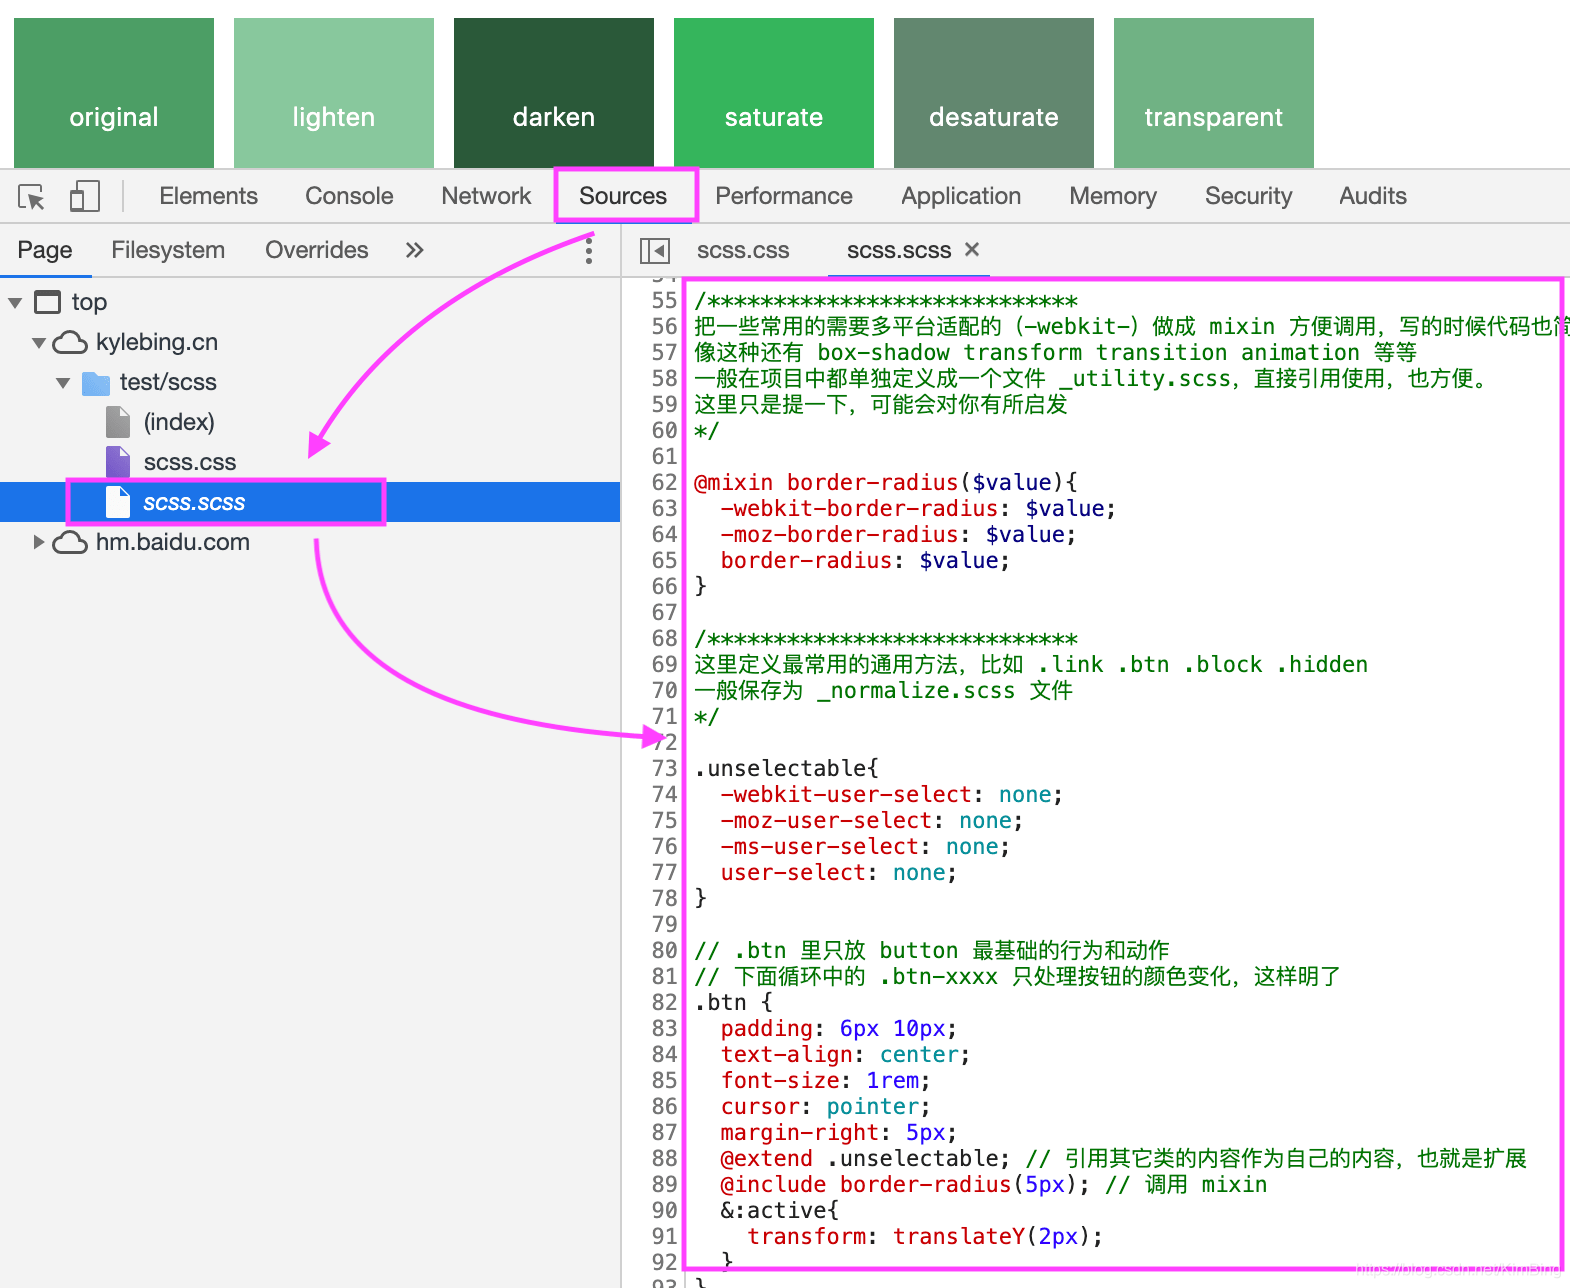 original lighten darken saturate desaturate transparent
Elements Console Network Sources Performance Application Memory Security Audits
Page Filesystem Overrides »
scss.css scss.scss ×
top
kylebing.cn
test/scss
(index)
scss.css
scss.scss
hm.baidu.com
55 /****************************
56 把一些常用的需要多平台适配的（-webkit-）做成 mixin 方便调用，写的时候代码也简
57 像这种还有 box-shadow transform transition animation 等等
58 一般在项目中都单独定义成一个文件 _utility.scss，直接引用使用，也方便。
59 这里只是提一下，可能会对你有所启发
60 */
61
62 @mixin border-radius($value){
63 -webkit-border-radius: $value;
64 -moz-border-radius: $value;
65 border-radius: $value;
66 }
67
68 /****************************
69 这里定义最常用的通用方法，比如 .link .btn .block .hidden
70 一般保存为 _normalize.scss 文件
71 */
72
73 .unselectable{
74 -webkit-user-select: none;
75 -moz-user-select: none;
76 -ms-user-select: none;
77 user-select: none;
78 }
79
80 // .btn 里只放 button 最基础的行为和动作
81 // 下面循环中的 .btn-xxxx 只处理按钮的颜色变化，这样明了
82 .btn {
83 padding: 6px 10px;
84 text-align: center;
85 font-size: 1rem;
86 cursor: pointer;
87 margin-right: 5px;
88 @extend .unselectable; // 引用其它类的内容作为自己的内容，也就是扩展
89 @include border-radius(5px); // 调用 mixin
90 &:active{
91 transform: translateY(2px);
92 }
93 }
https://blog.csdn.net/KimBing